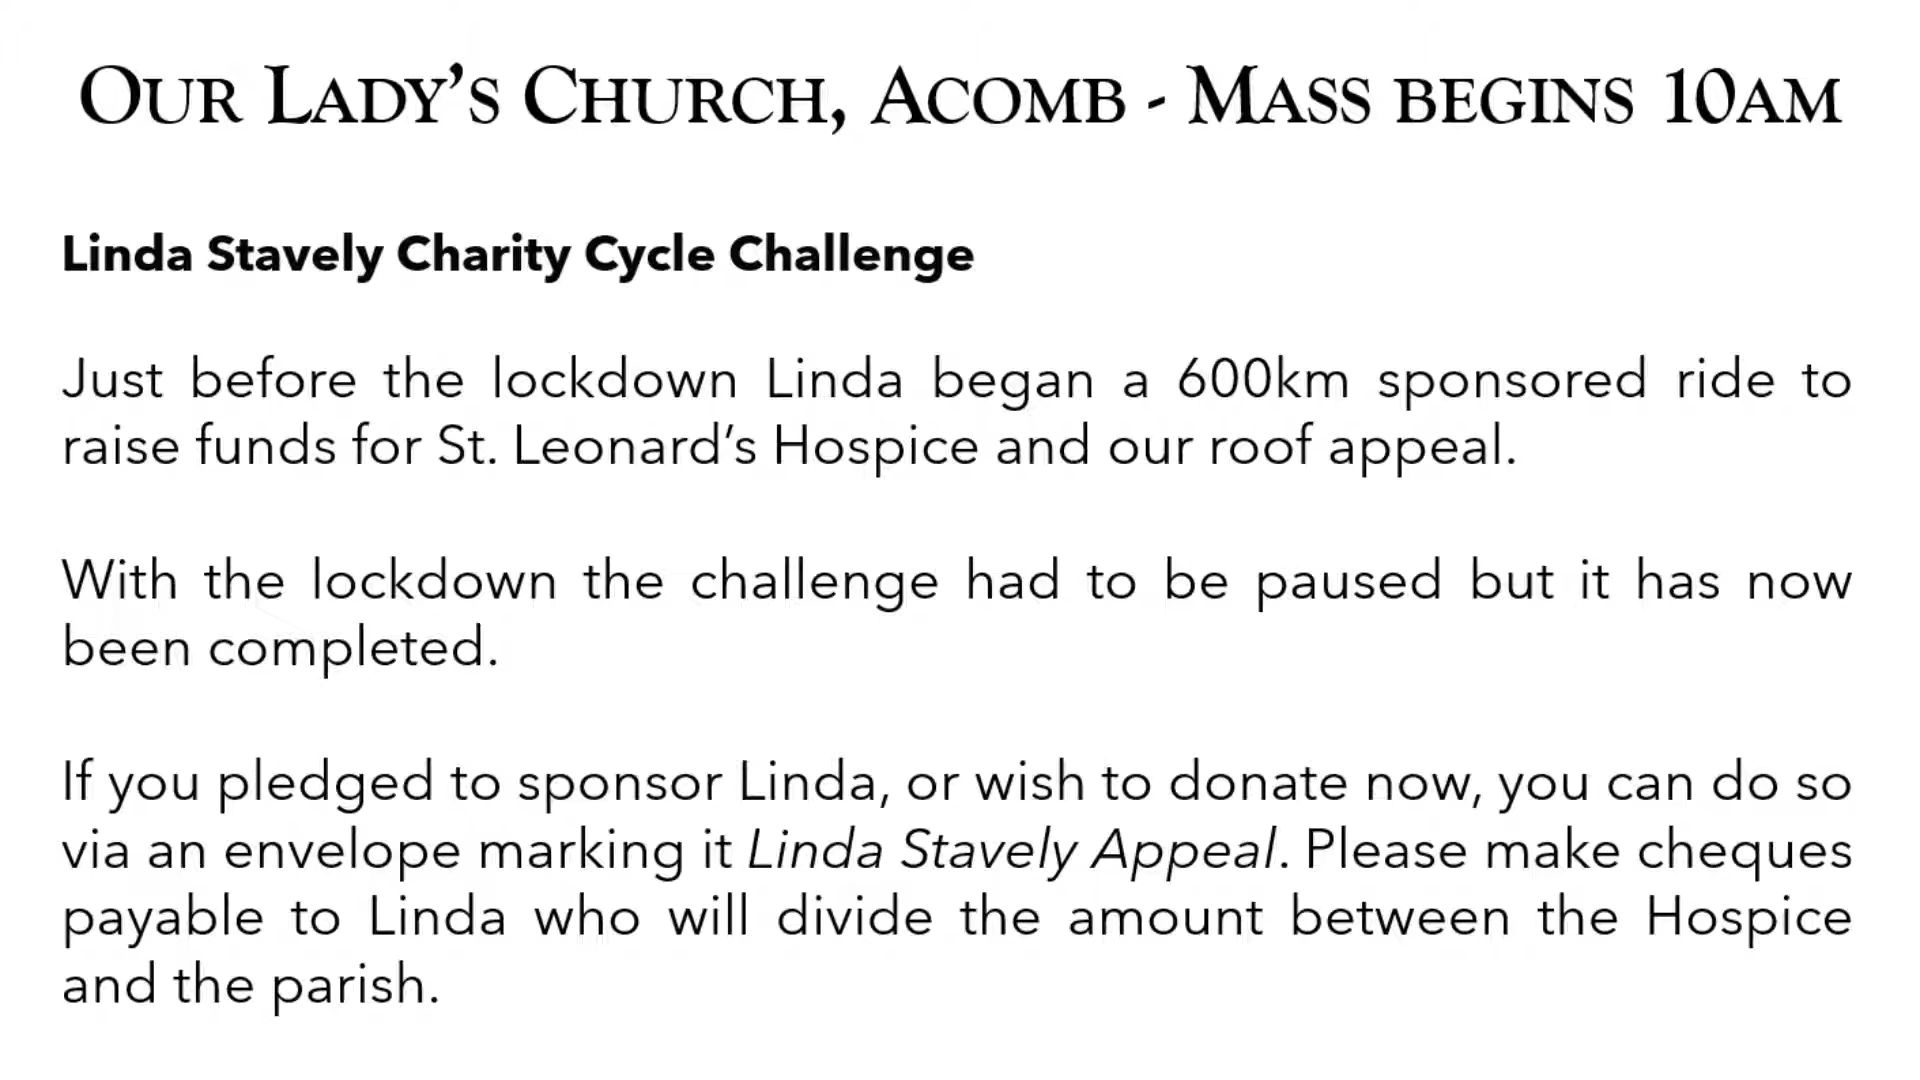 Our Lady’s Church, Acomb - Mass begins 10am
Linda Stavely Charity Cycle Challenge
Just before the lockdown Linda began a 600km sponsored ride to
raise funds for St. Leonard’s Hospice and our roof appeal.
With the lockdown the challenge had to be paused but it has now
been completed.
If you pledged to sponsor Linda, or wish to donate now, you can do so
via an envelope marking it Linda Stavely Appeal. Please make cheques
payable to Linda who will divide the amount between the Hospice
and the parish.